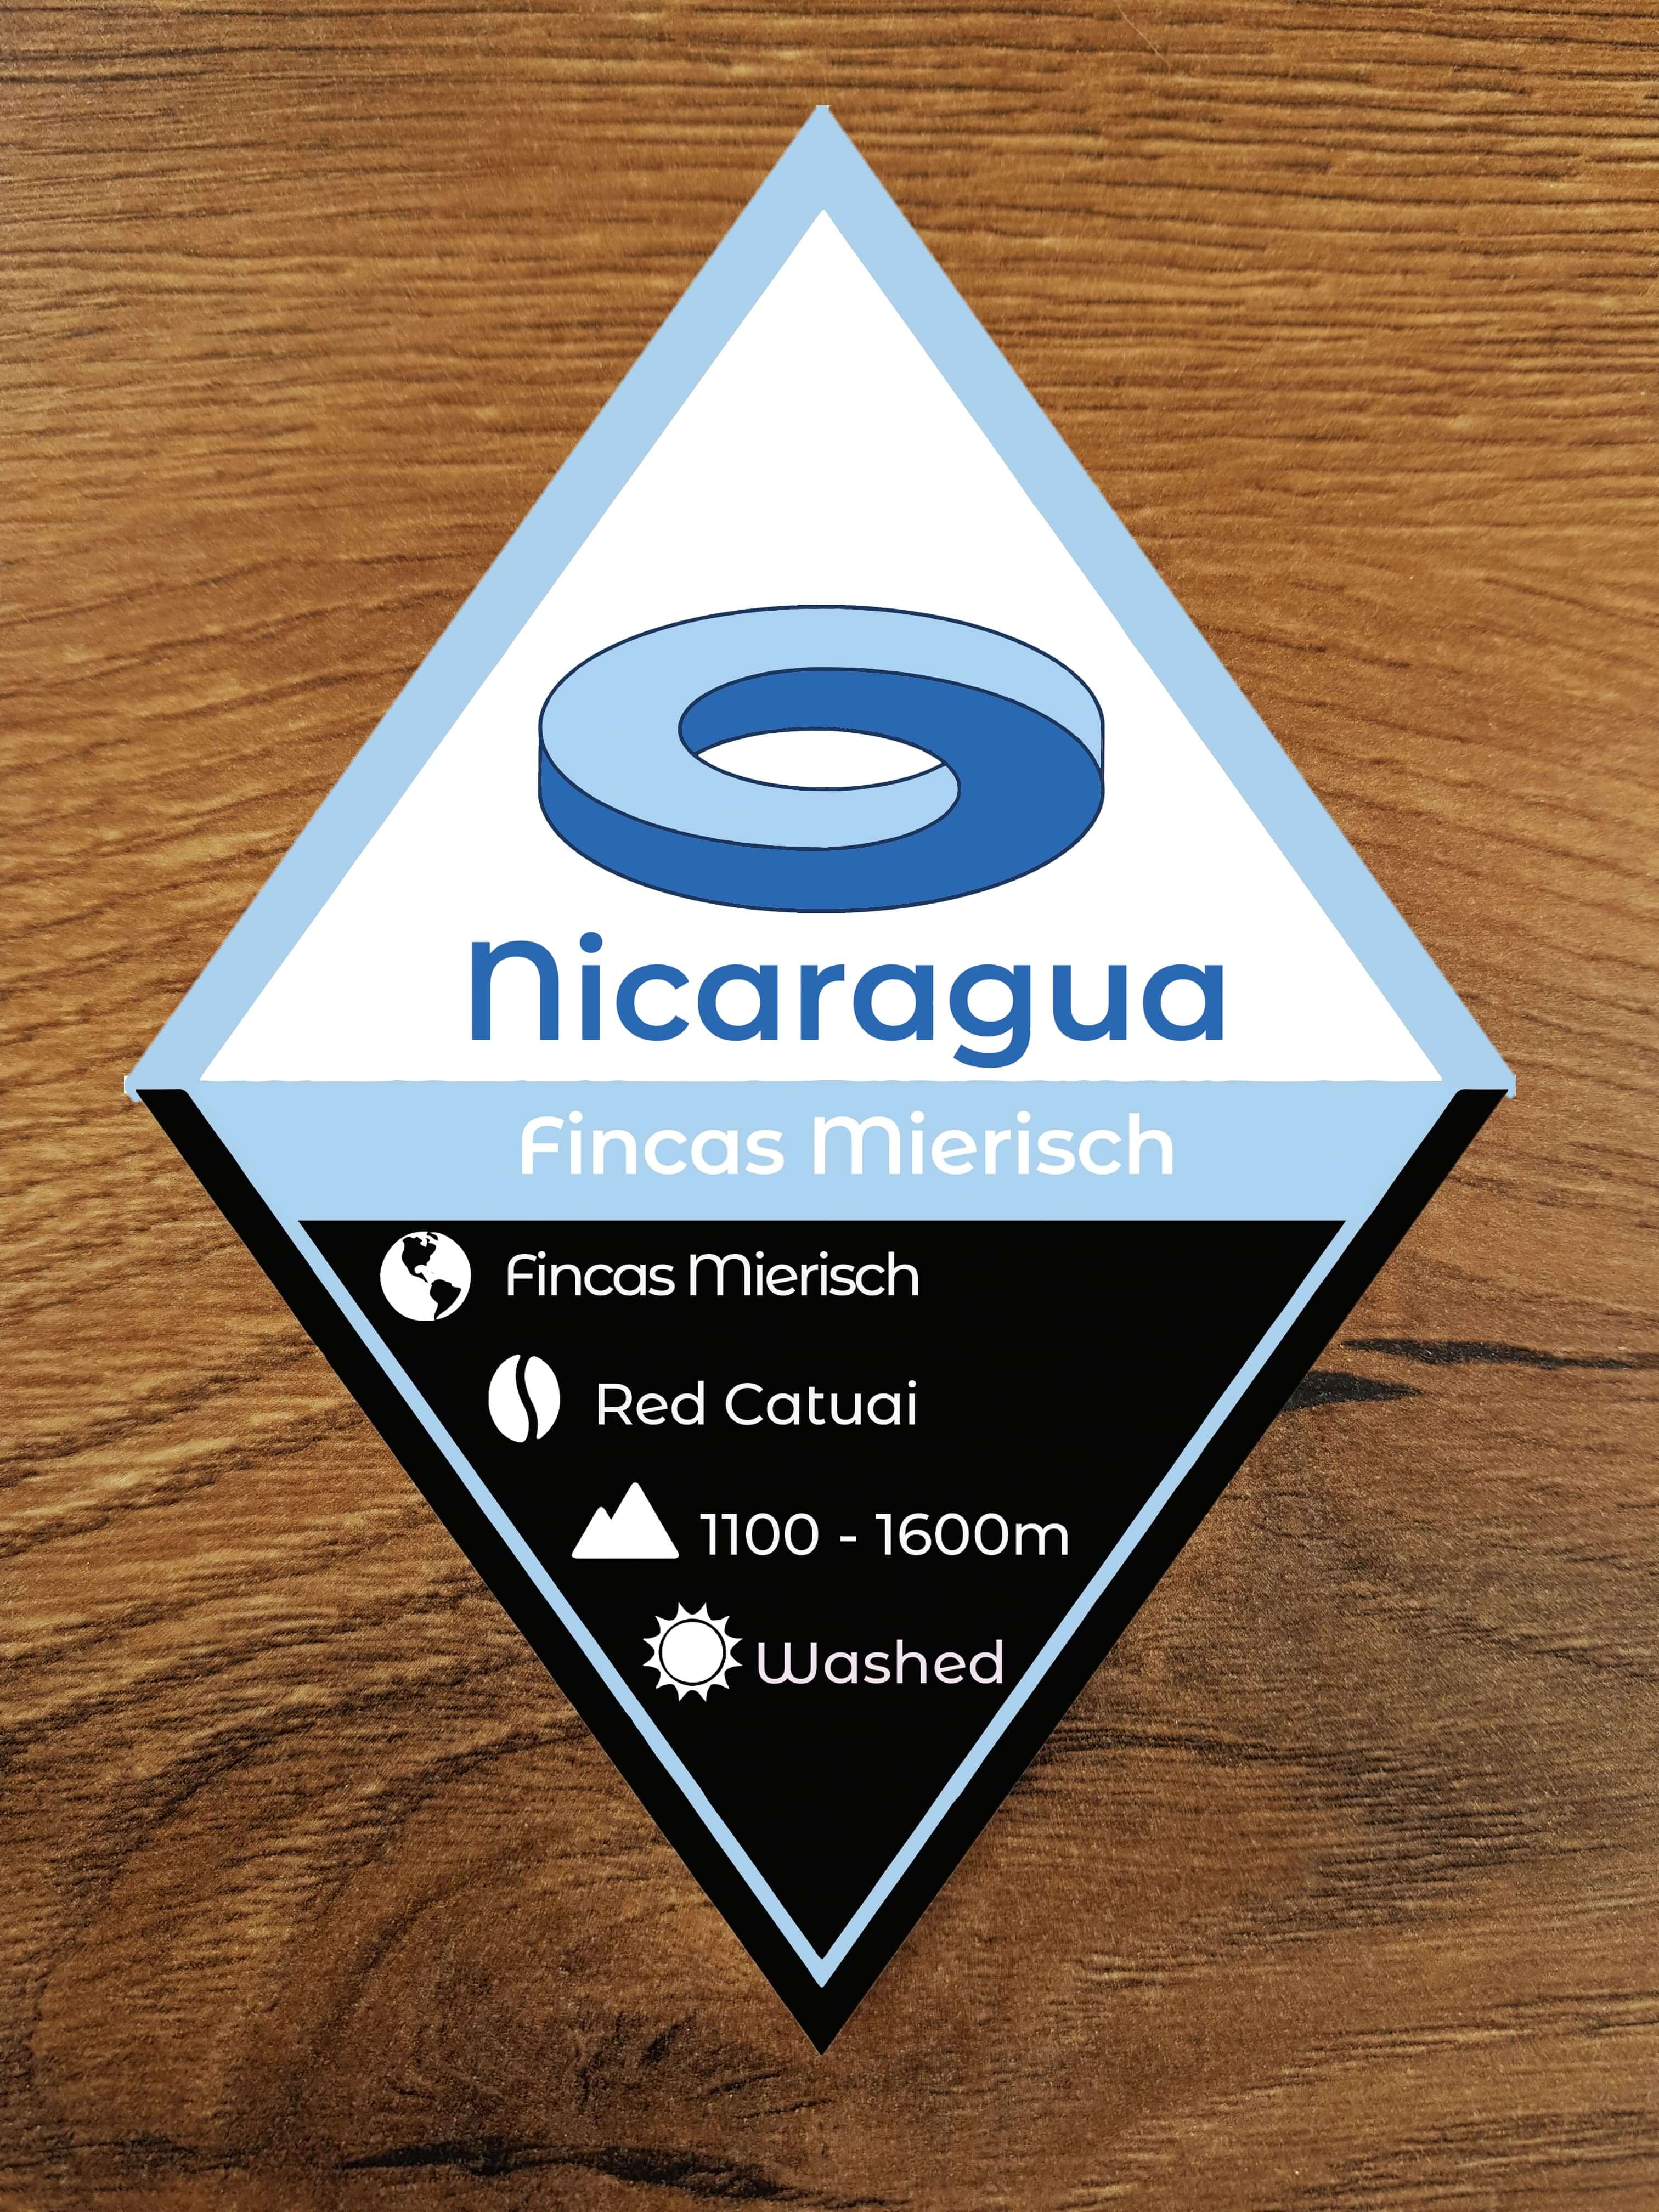 Nicaragua
Fincas Mierisch
Fincas Mierisch
Red Catuai
1100 - 1600m
Washed